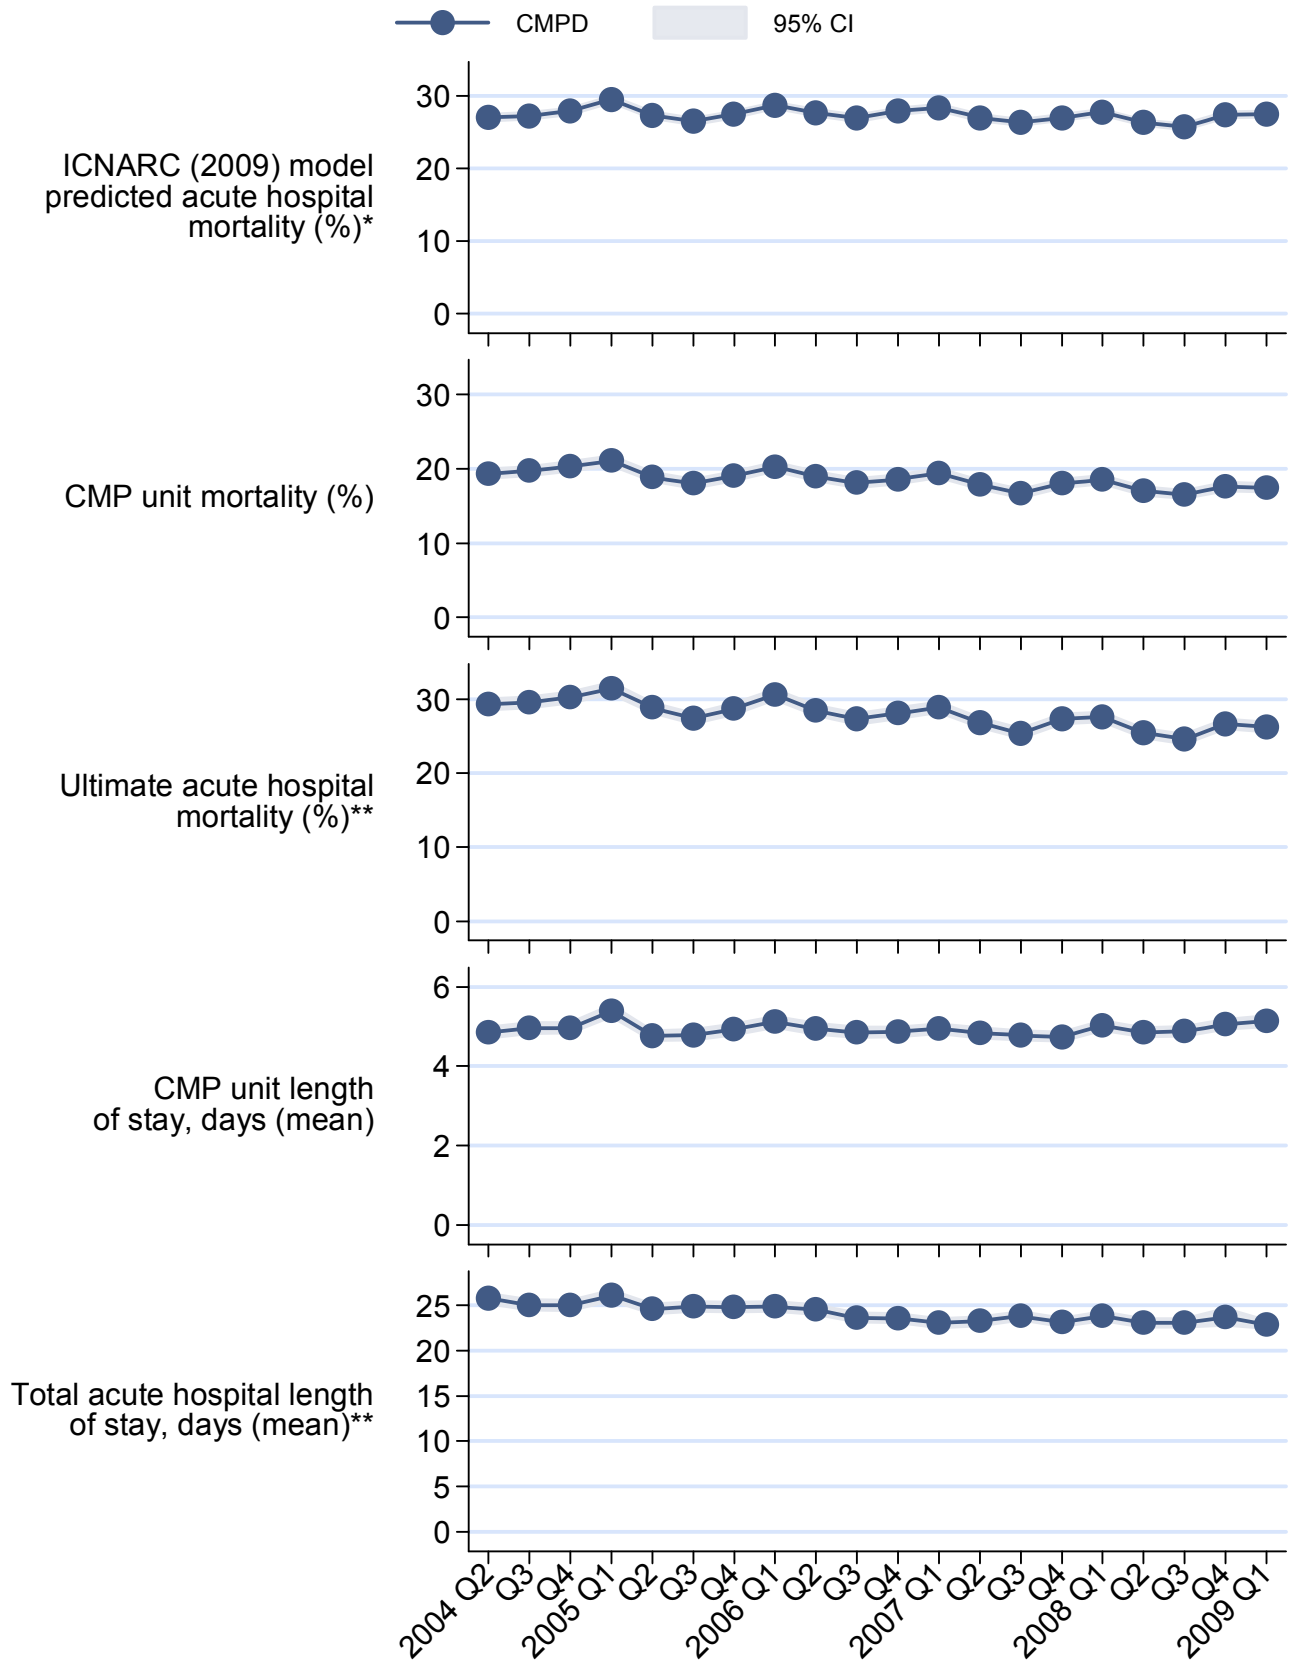 CMPD 95% CI
30
20
10
0
ICNARC (2009) model
predicted acute hospital
mortality (%)*
30
20
10
0
CMP unit mortality (%)
30
20
10
0
Ultimate acute hospital
mortality (%)**
6
4
2
0
CMP unit length
of stay, days (mean)
25
20
15
10
5
0
Total acute hospital length
of stay, days (mean)**
2004 Q2
Q3
Q4
2005 Q1
Q2
Q3
Q4
2006 Q1
Q2
Q3
Q4
2007 Q1
Q2
Q3
Q4
2008 Q1
Q2
Q3
Q4
2009 Q1